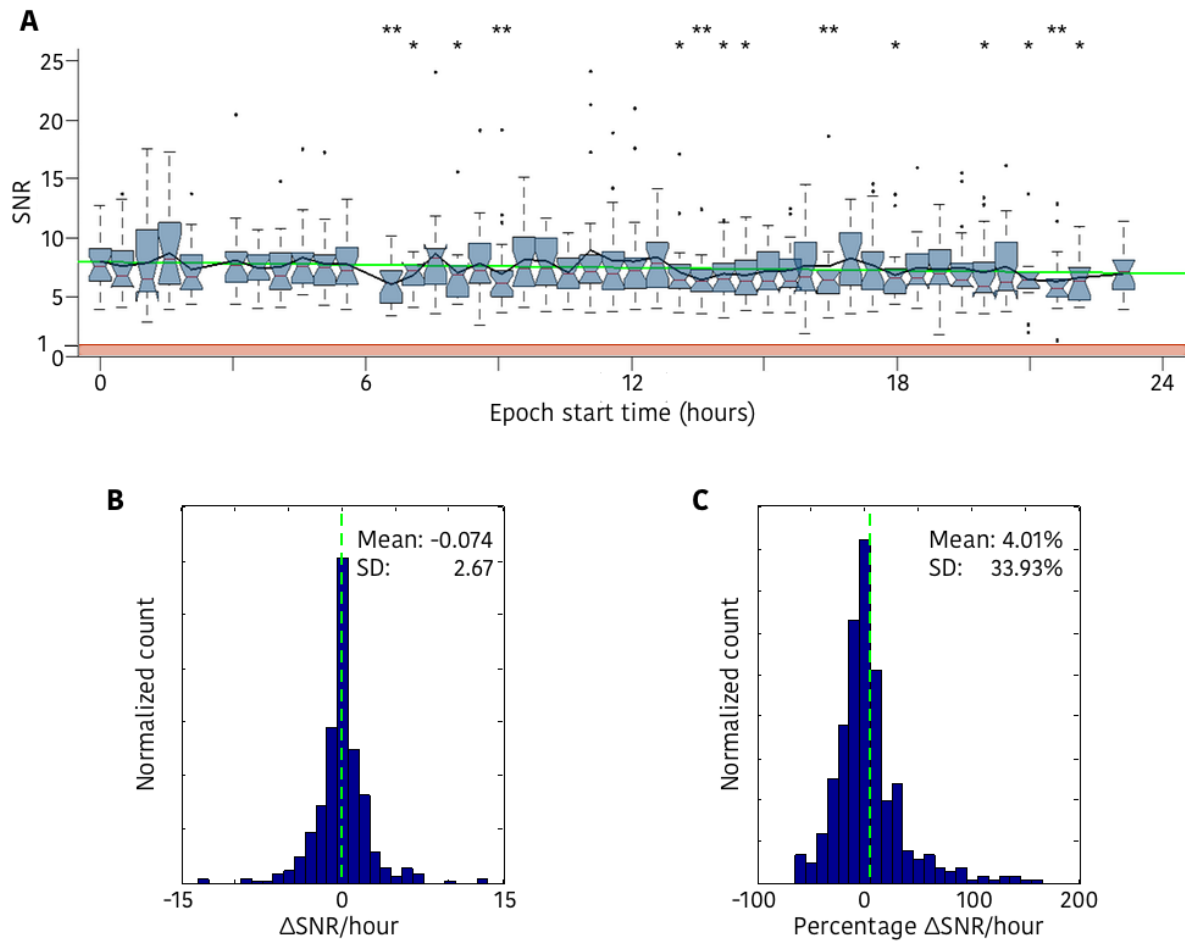 A
** ** ** ** **
* * * * * * * * *
25
20
15
10
5
1
0
SNR
0 6 12 18 24
Epoch start time (hours)
B
Mean: -0.074
SD: 2.67
Normalized count
-15 0 15
ΔSNR/hour
C
Mean: 4.01%
SD: 33.93%
Normalized count
-100 0 100 200
Percentage ΔSNR/hour